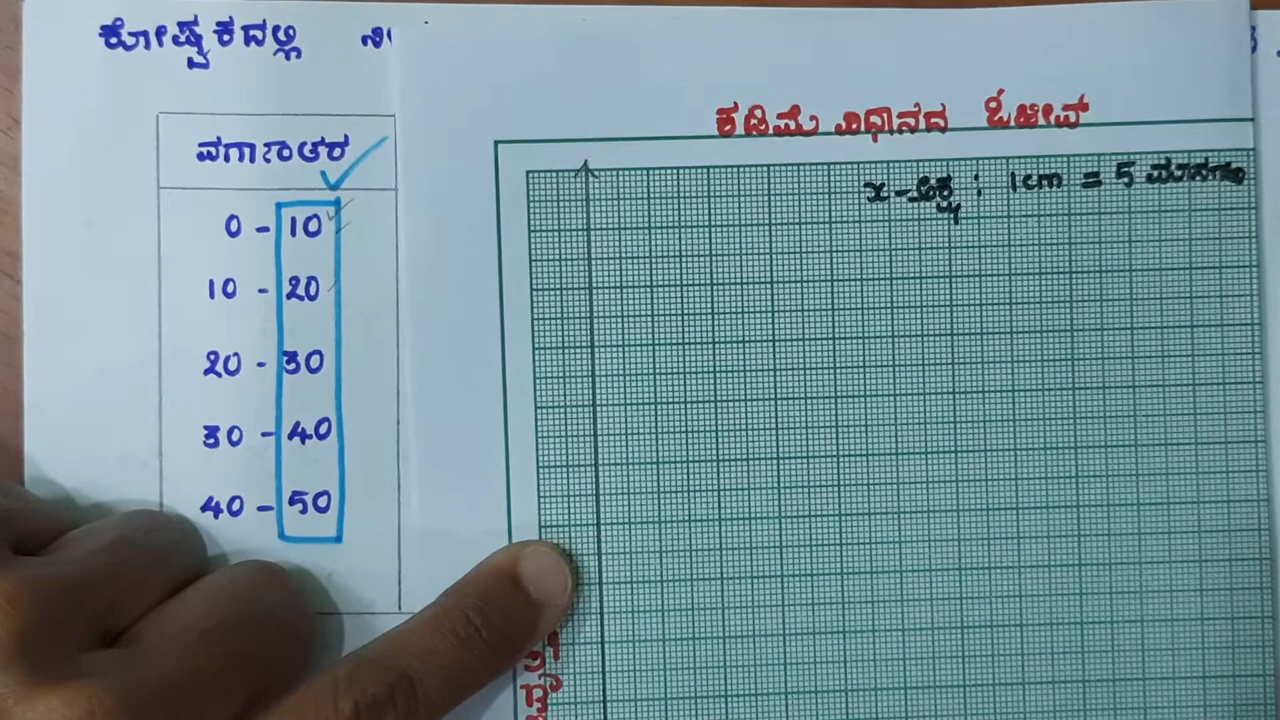 ಕೋಷ್ಟಕದಲ್ಲಿ
ವರ್ಗಾಂತರ
0 - 10
10 - 20
20 - 30
30 - 40
40 - 50
ಕಡಿಮೆ ವಿಧಾನದ ಓಜೀವ್
x-ಅಕ್ಷ : 1cm = 5 ಮಾನಗಳು